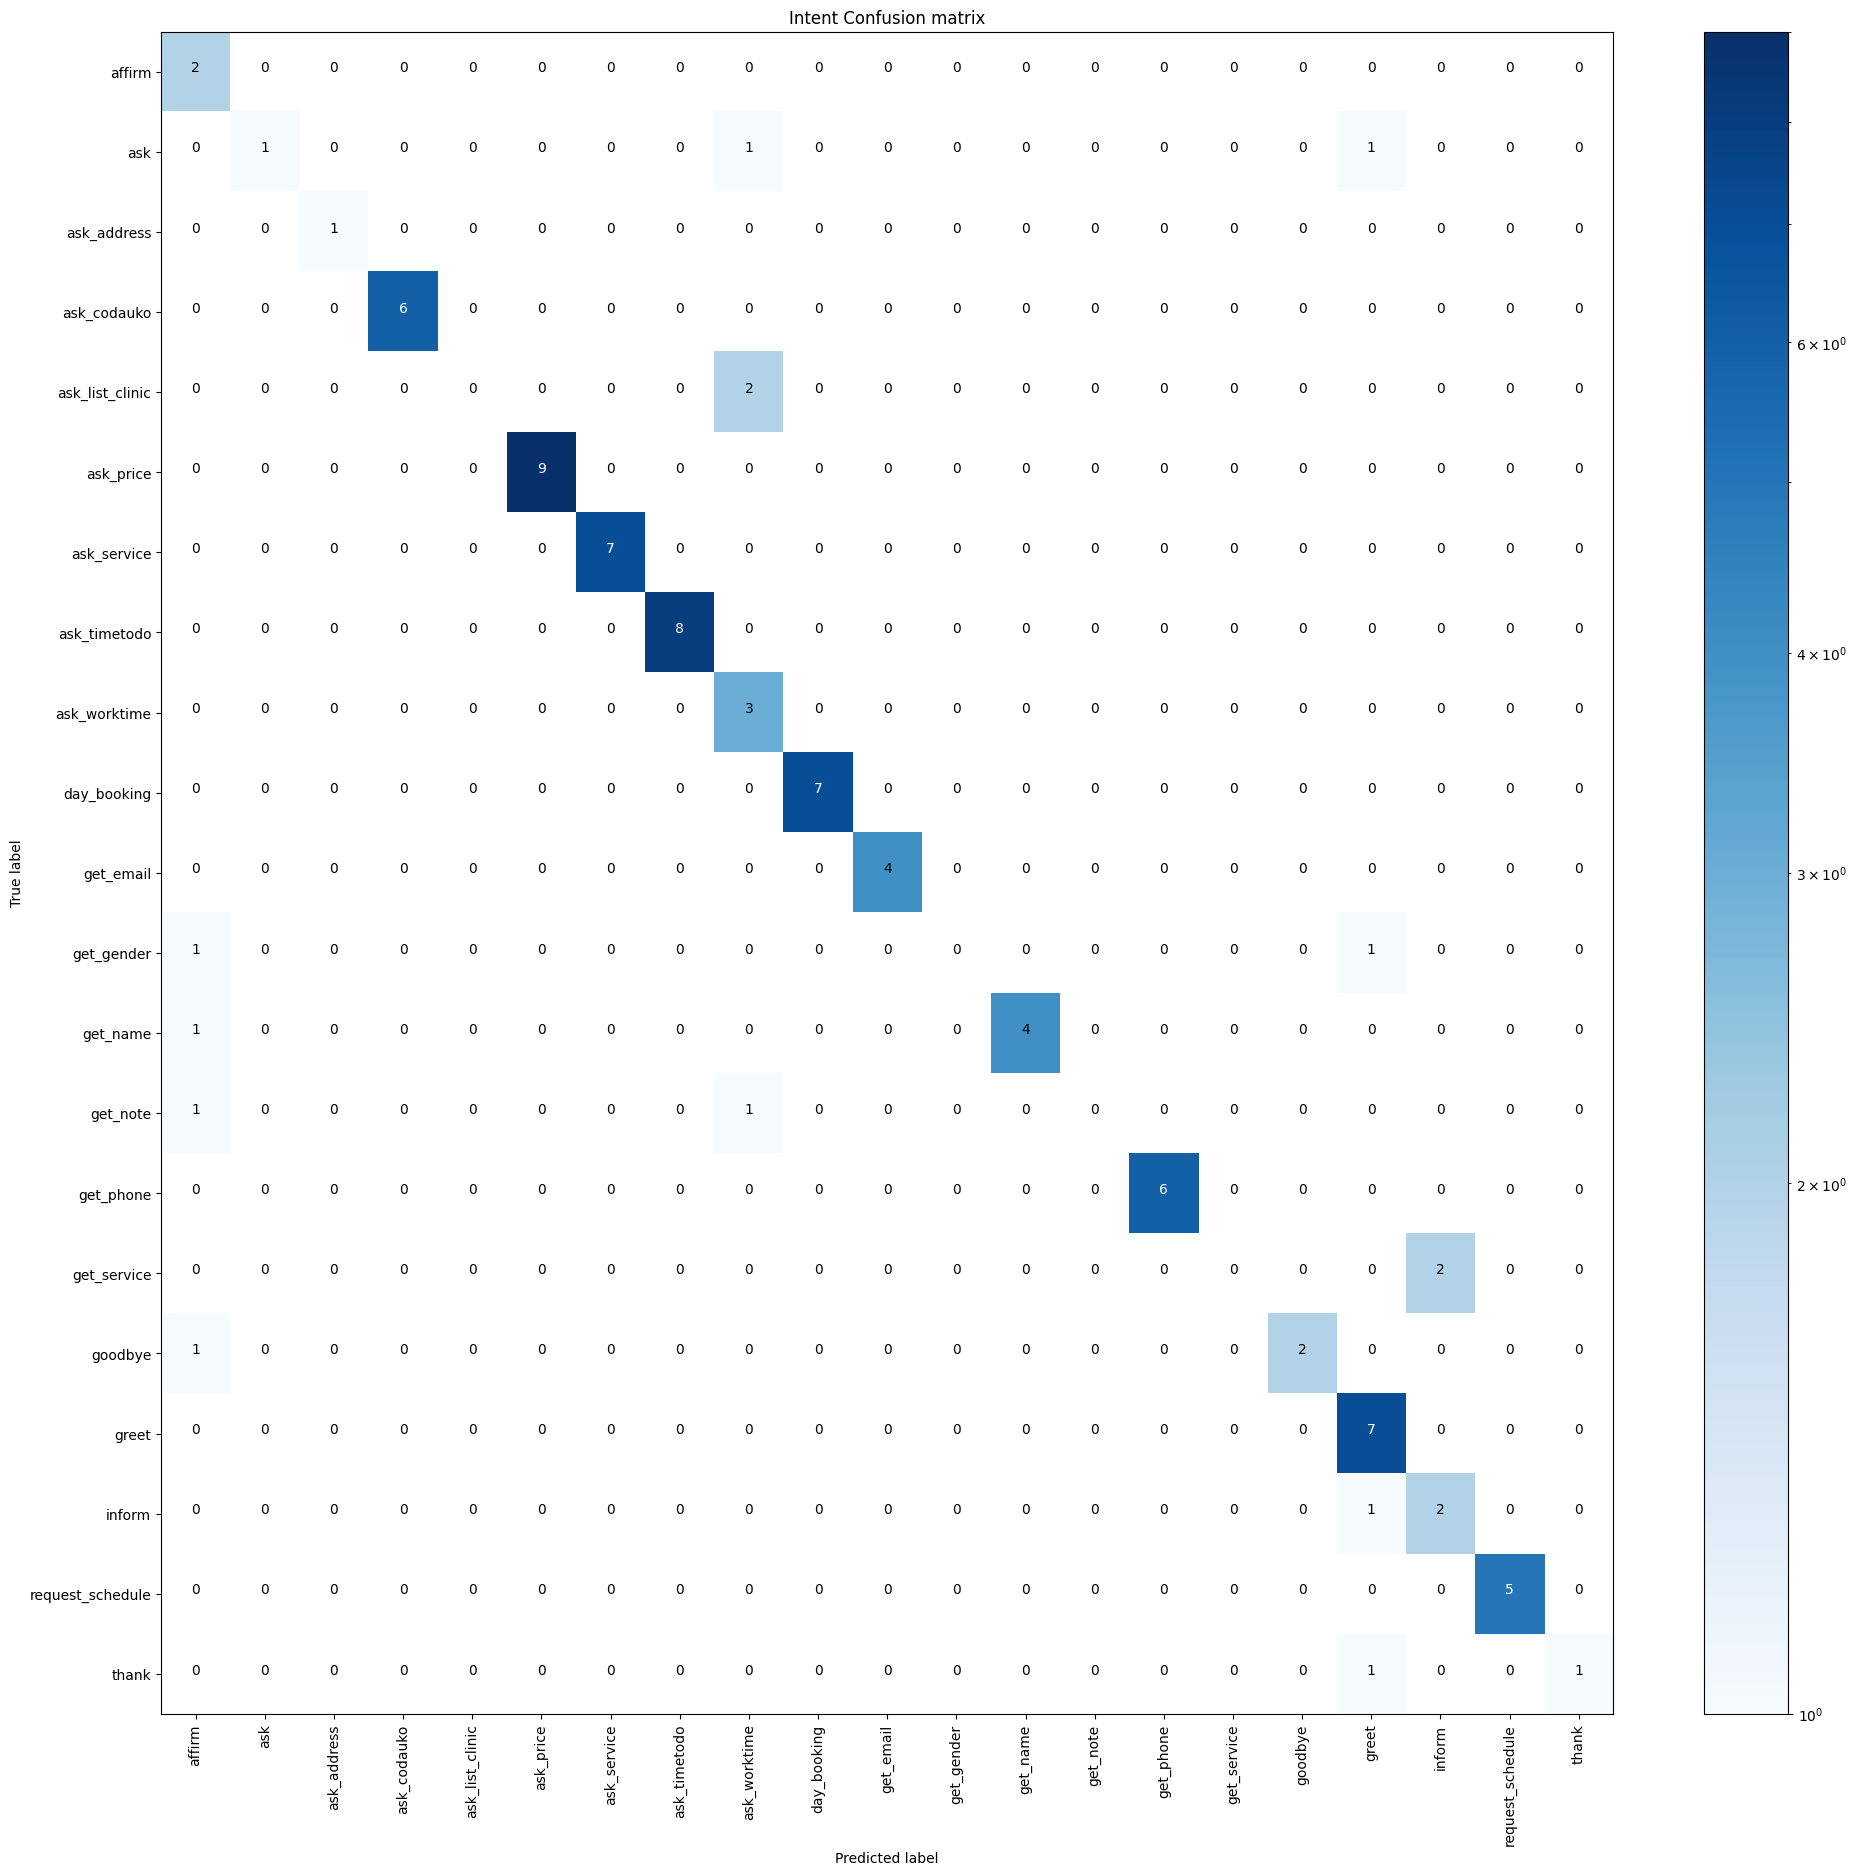 Intent Confusion matrix
affirm 2 0 0 0 0 0 0 0 0 0 0 0 0 0 0 0 0 0 0 0 0
ask 0 1 0 0 0 0 0 0 1 0 0 0 0 0 0 0 0 1 0 0 0
ask_address 0 0 1 0 0 0 0 0 0 0 0 0 0 0 0 0 0 0 0 0 0
ask_codauko 0 0 0 6 0 0 0 0 0 0 0 0 0 0 0 0 0 0 0 0 0
ask_list_clinic 0 0 0 0 0 0 0 0 2 0 0 0 0 0 0 0 0 0 0 0 0
ask_price 0 0 0 0 0 9 0 0 0 0 0 0 0 0 0 0 0 0 0 0 0
ask_service 0 0 0 0 0 0 7 0 0 0 0 0 0 0 0 0 0 0 0 0 0
ask_timetodo 0 0 0 0 0 0 0 8 0 0 0 0 0 0 0 0 0 0 0 0 0
ask_worktime 0 0 0 0 0 0 0 0 3 0 0 0 0 0 0 0 0 0 0 0 0
day_booking 0 0 0 0 0 0 0 0 0 7 0 0 0 0 0 0 0 0 0 0 0
get_email 0 0 0 0 0 0 0 0 0 0 4 0 0 0 0 0 0 0 0 0 0
get_gender 1 0 0 0 0 0 0 0 0 0 0 0 0 0 0 0 0 1 0 0 0
get_name 1 0 0 0 0 0 0 0 0 0 0 0 4 0 0 0 0 0 0 0 0
get_note 1 0 0 0 0 0 0 0 1 0 0 0 0 0 0 0 0 0 0 0 0
get_phone 0 0 0 0 0 0 0 0 0 0 0 0 0 0 6 0 0 0 0 0 0
get_service 0 0 0 0 0 0 0 0 0 0 0 0 0 0 0 0 0 0 2 0 0
goodbye 1 0 0 0 0 0 0 0 0 0 0 0 0 0 0 0 2 0 0 0 0
greet 0 0 0 0 0 0 0 0 0 0 0 0 0 0 0 0 0 7 0 0 0
inform 0 0 0 0 0 0 0 0 0 0 0 0 0 0 0 0 0 1 2 0 0
request_schedule 0 0 0 0 0 0 0 0 0 0 0 0 0 0 0 0 0 0 0 5 0
thank 0 0 0 0 0 0 0 0 0 0 0 0 0 0 0 0 0 1 0 0 1
True label
affirm
ask
ask_address
ask_codauko
ask_list_clinic
ask_price
ask_service
ask_timetodo
ask_worktime
day_booking
get_email
get_gender
get_name
get_note
get_phone
get_service
goodbye
greet
inform
request_schedule
thank
Predicted label
6 × 10⁰
4 × 10⁰
3 × 10⁰
2 × 10⁰
10⁰